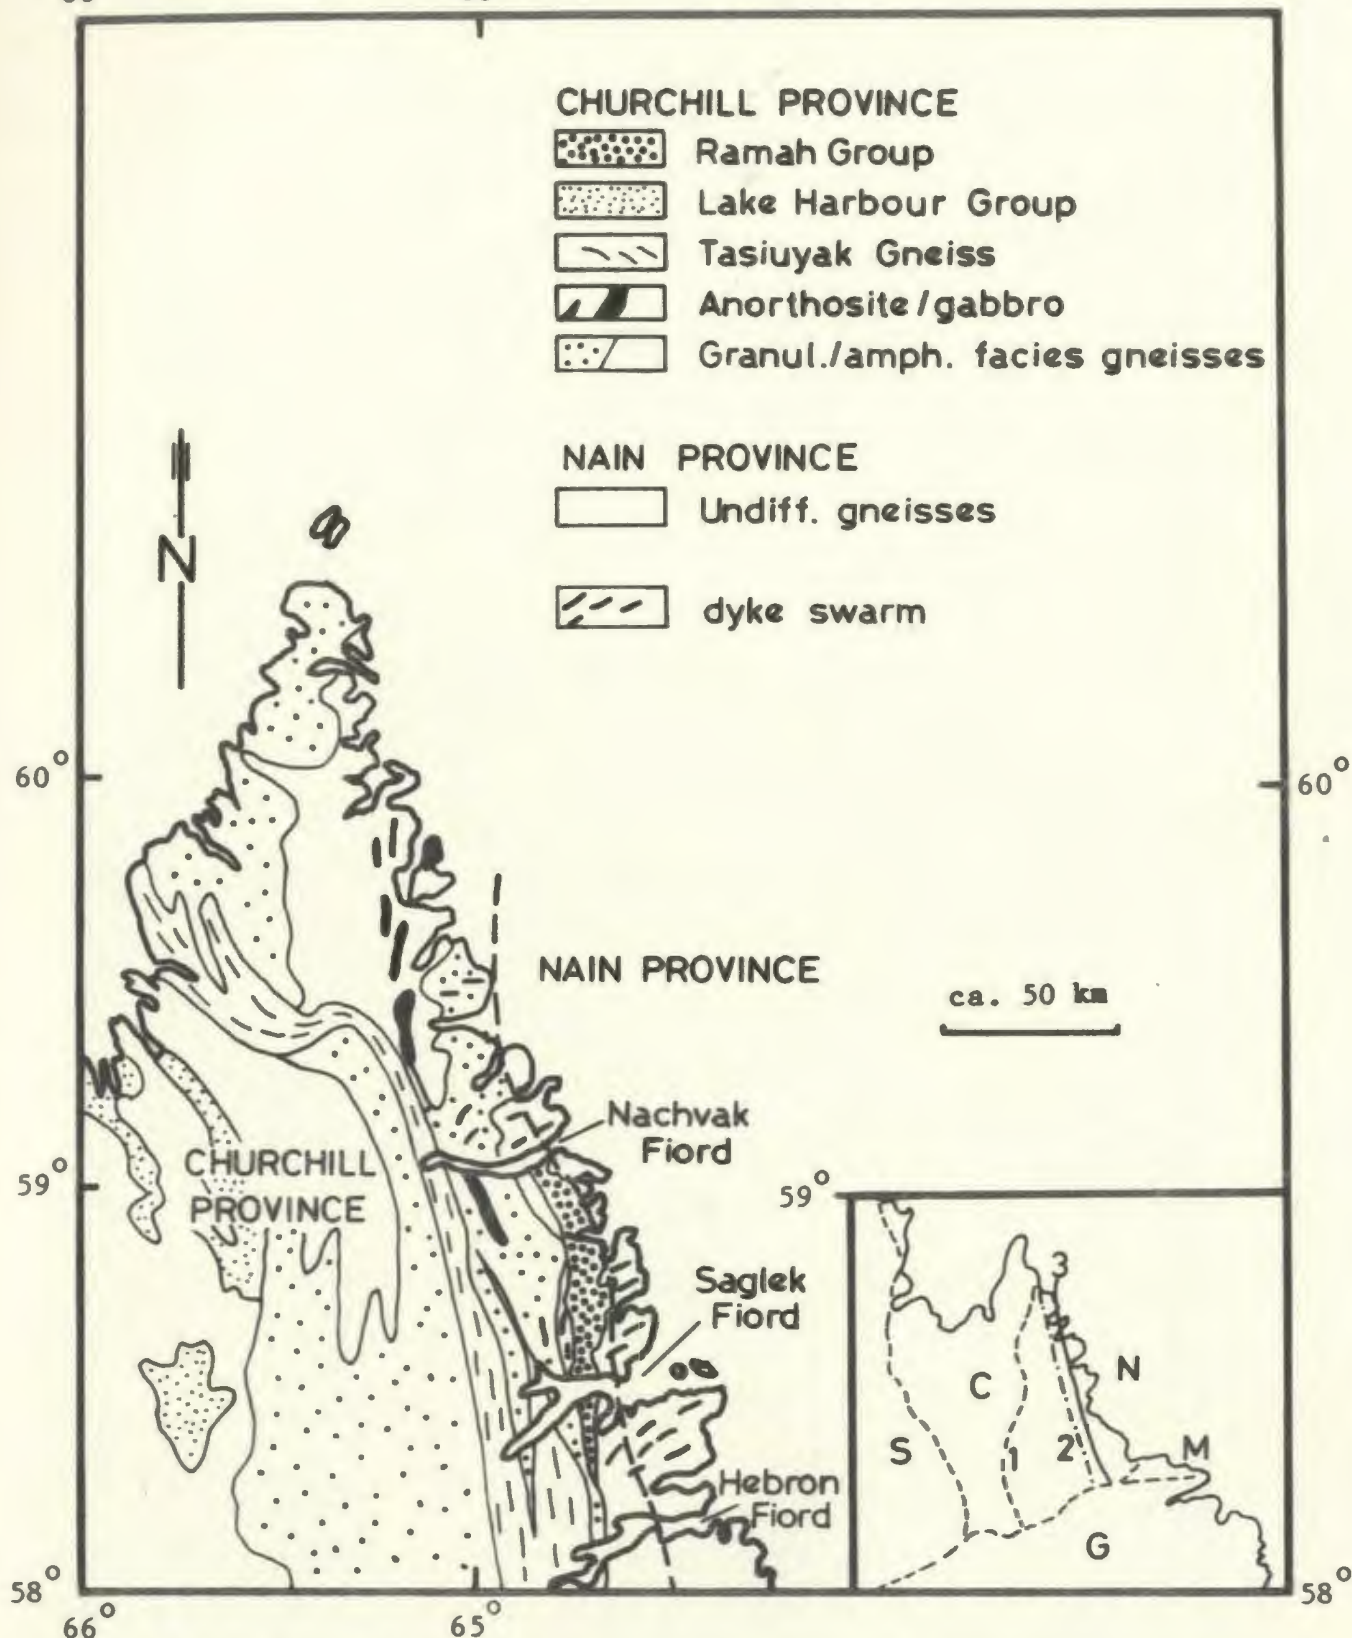 CHURCHILL PROVINCE
Ramah Group
Lake Harbour Group
Tasiuyak Gneiss
Anorthosite/gabbro
Granul./amph. facies gneisses
NAIN PROVINCE
Undiff. gneisses
dyke swarm
N
60°
60°
NAIN PROVINCE
ca. 50 km
Nachvak
Fiord
CHURCHILL
PROVINCE
59°
59°
Saglek
Fiord
Hebron
Fiord
3
N
C
S
1
2
M
G
58°
58°
66°
65°